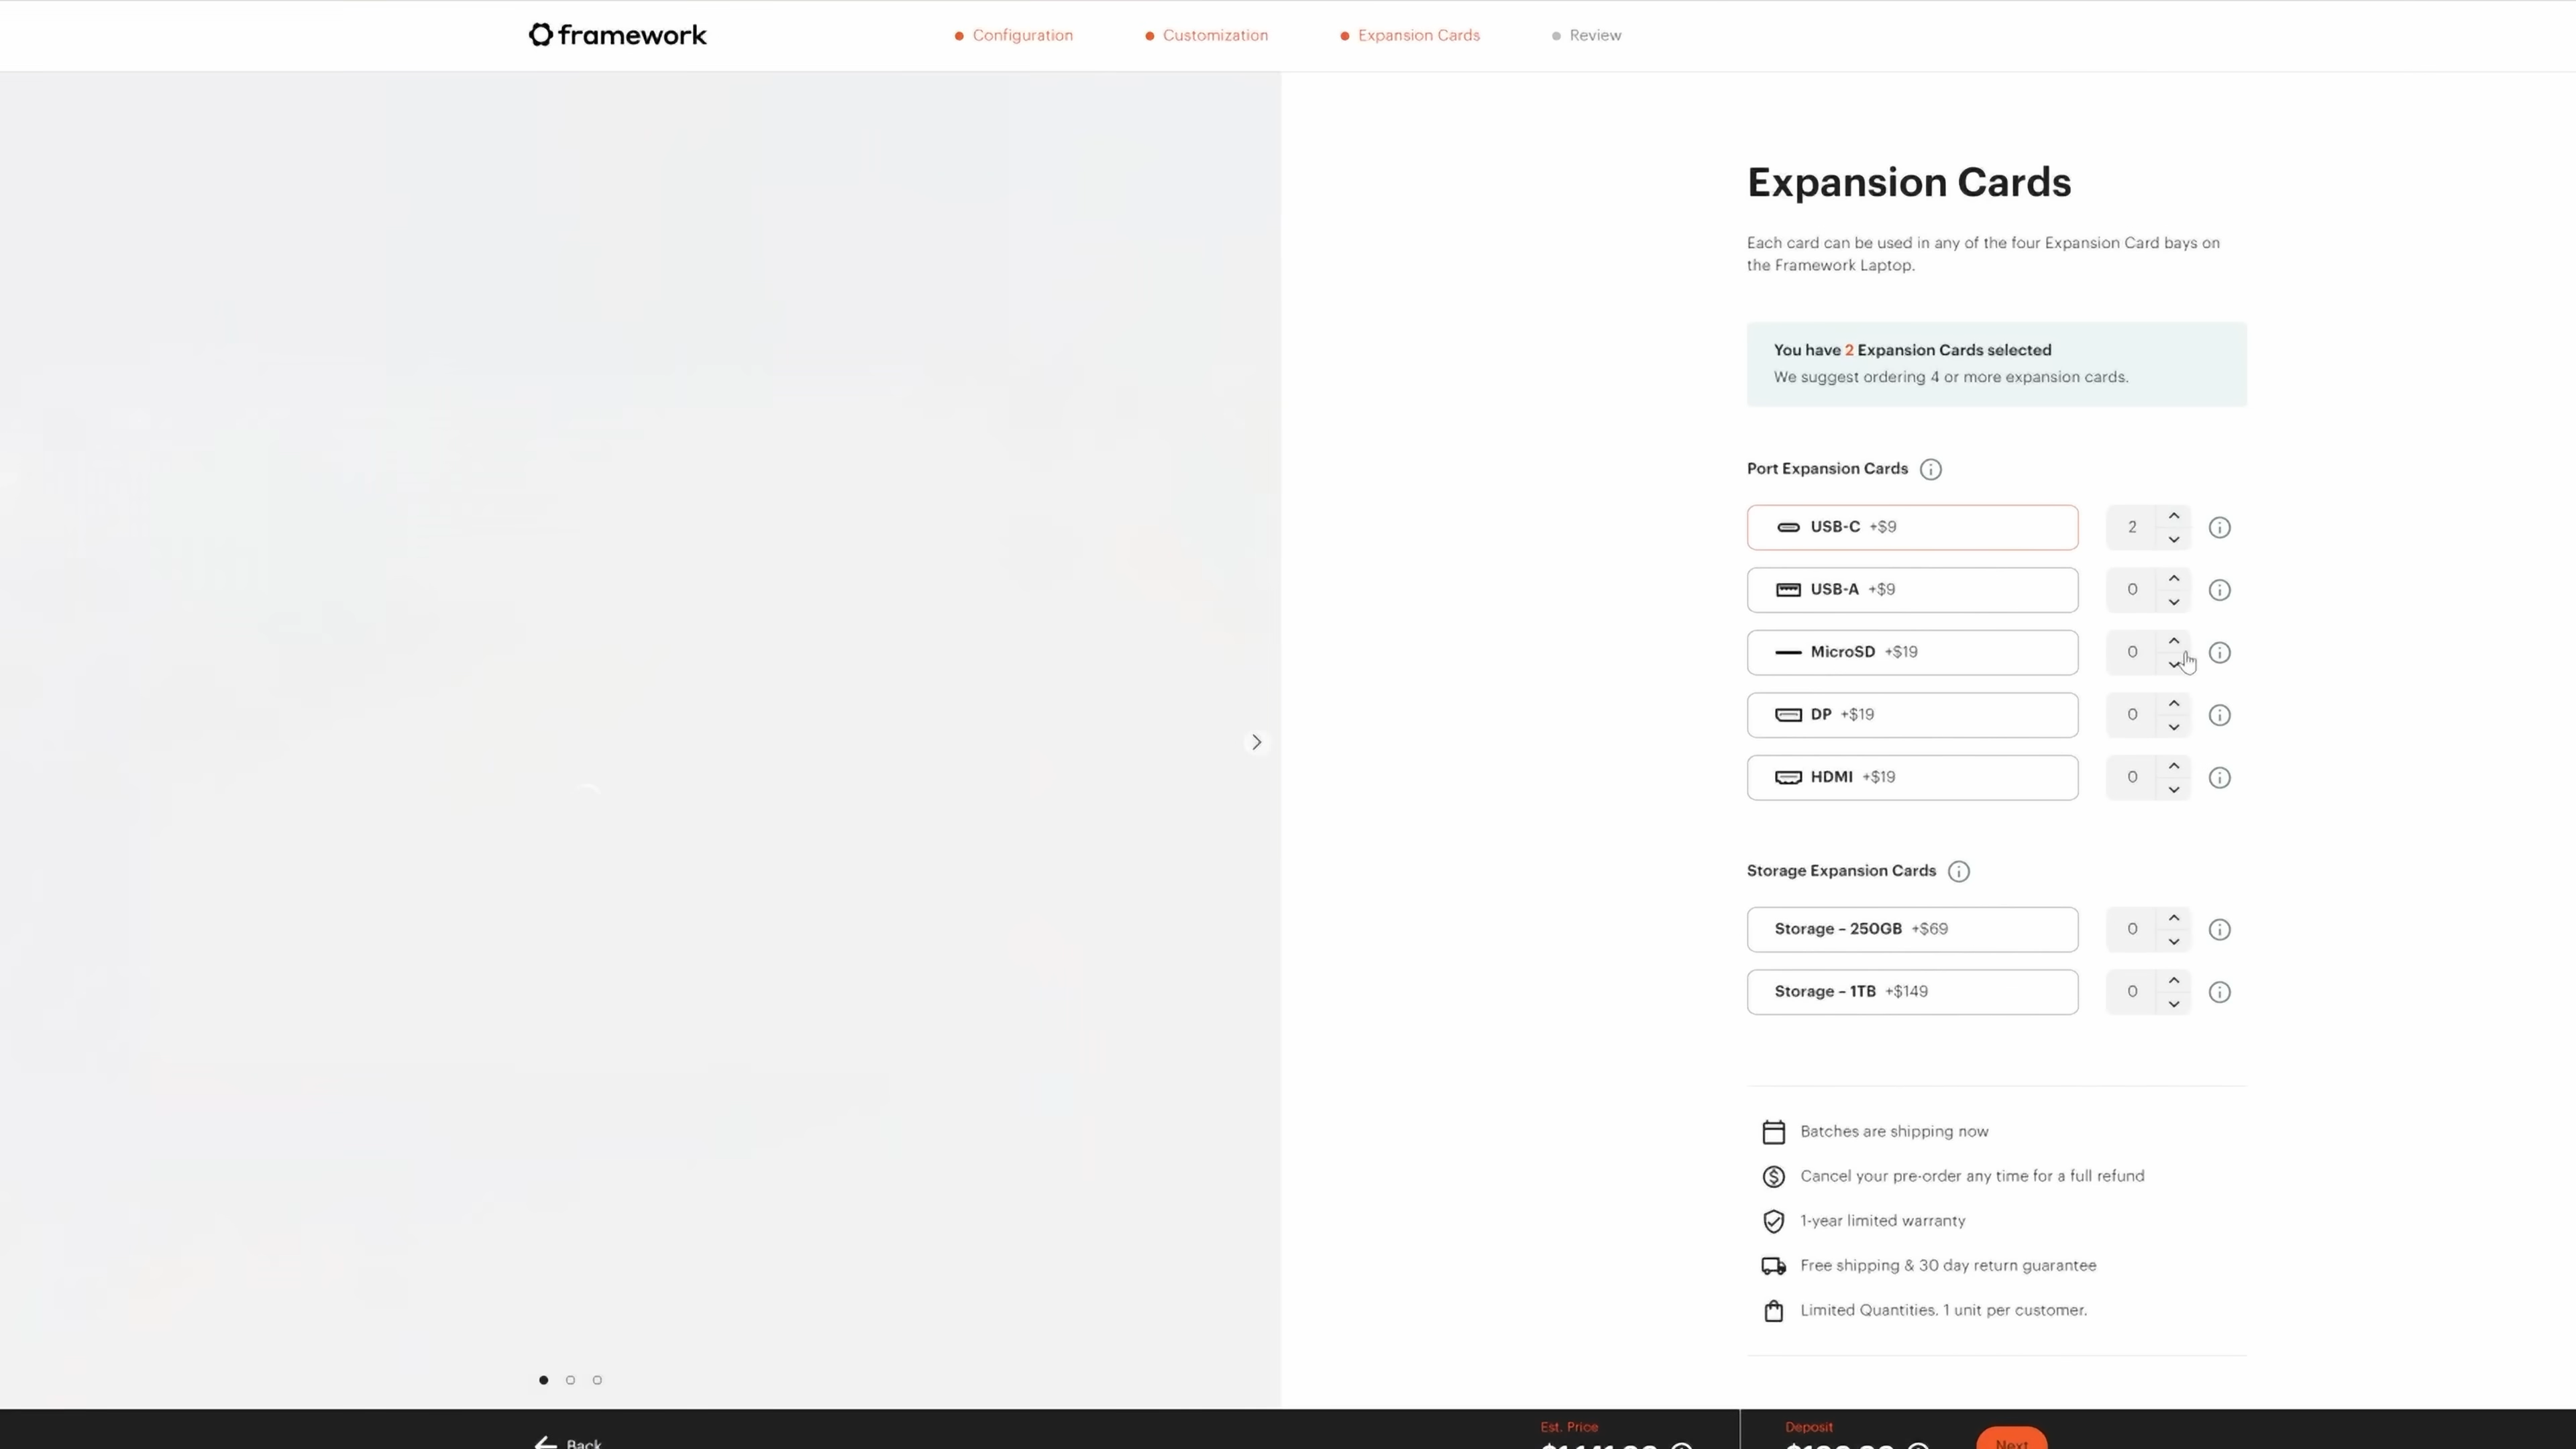 framework
Configuration
Customization
Expansion Cards
Review
Expansion Cards
Each card can be used in any of the four Expansion Card bays on
the Framework Laptop.
You have 2 Expansion Cards selected
We suggest ordering 4 or more expansion cards.
Port Expansion Cards
USB-C +$9 2
USB-A +$9 0
MicroSD +$19 0
DP +$19 0
HDMI +$19 0
Storage Expansion Cards
Storage – 250GB +$69 0
Storage – 1TB +$149 0
Batches are shipping now
Cancel your pre-order any time for a full refund
1-year limited warranty
Free shipping & 30 day return guarantee
Limited Quantities. 1 unit per customer.
Back
Est. Price
Deposit
Next